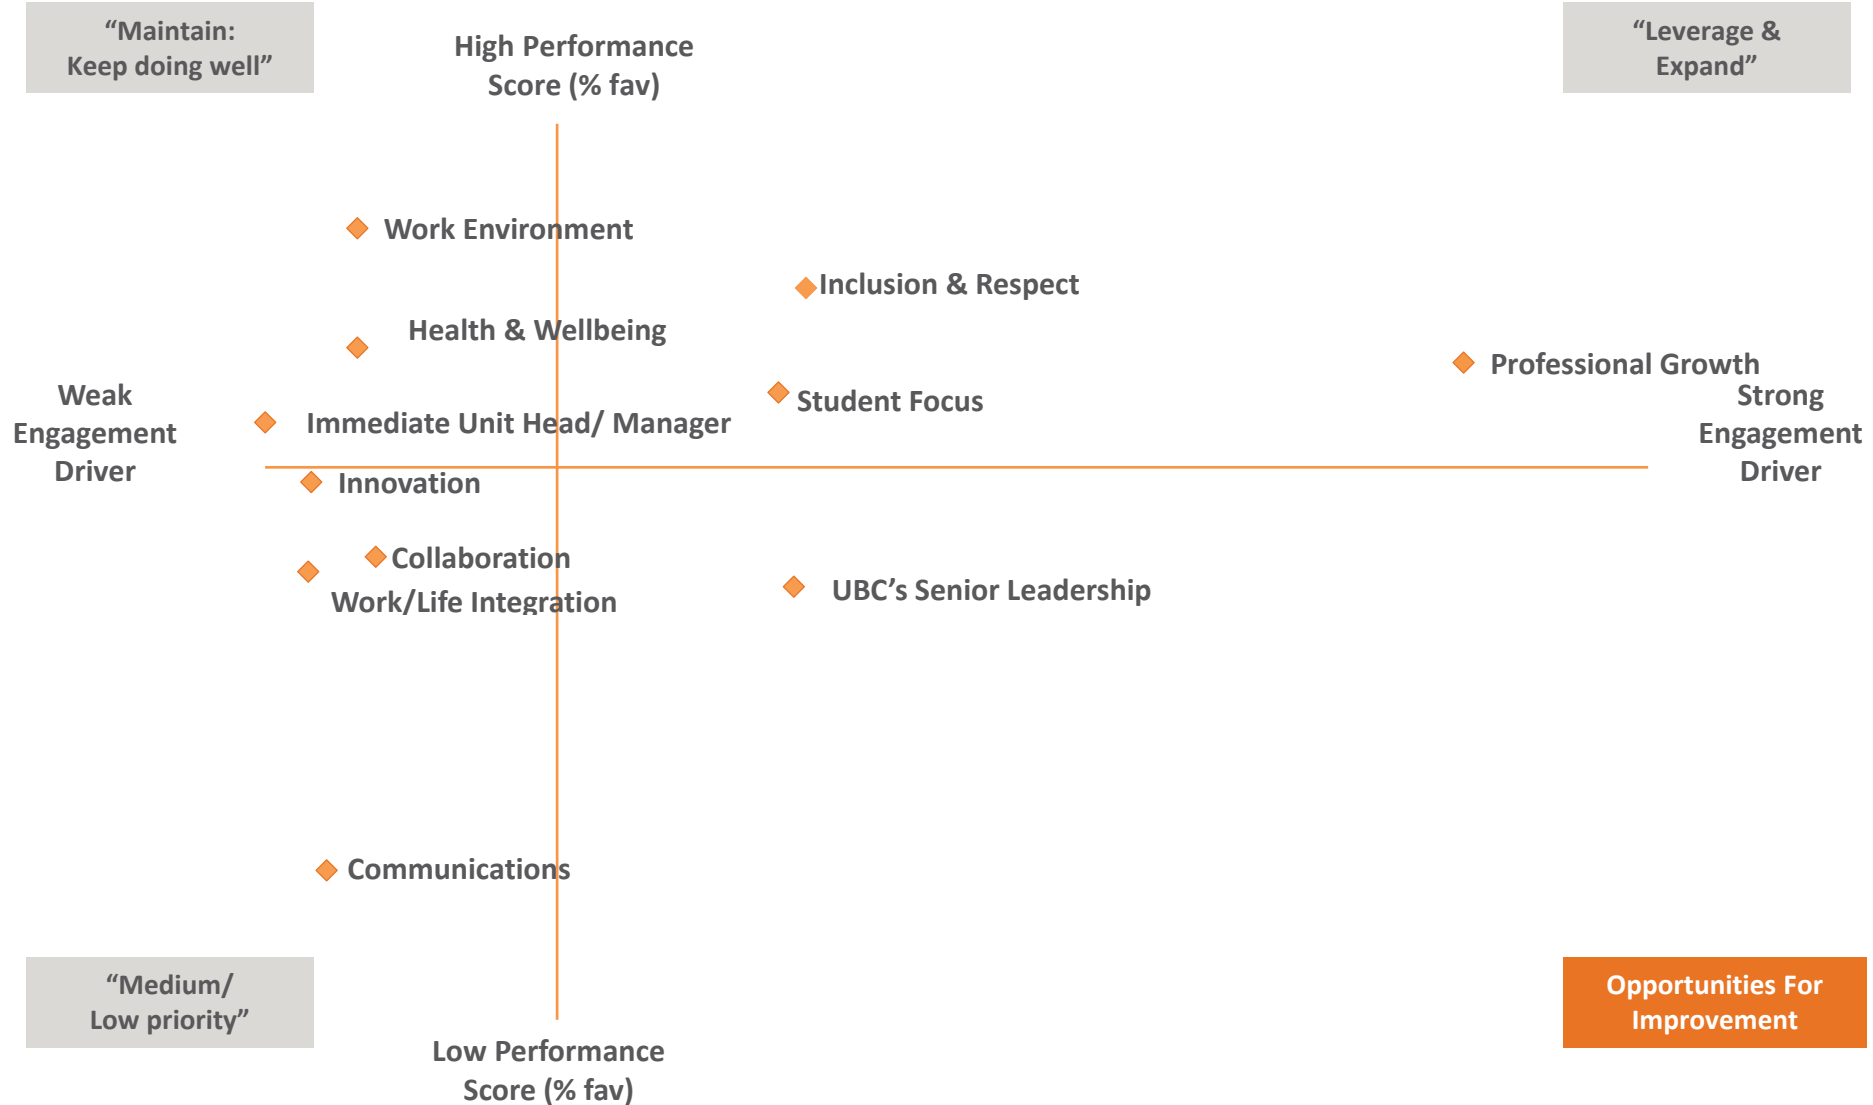 “Maintain:
Keep doing well”
High Performance
Score (% fav)
“Leverage &
Expand”
Work Environment
Inclusion & Respect
Health & Wellbeing
Professional Growth
Student Focus
Weak
Engagement
Driver
Immediate Unit Head/ Manager
Strong
Engagement
Driver
Innovation
Collaboration
Work/Life Integration
UBC’s Senior Leadership
Communications
“Medium/
Low priority”
Opportunities For
Improvement
Low Performance
Score (% fav)